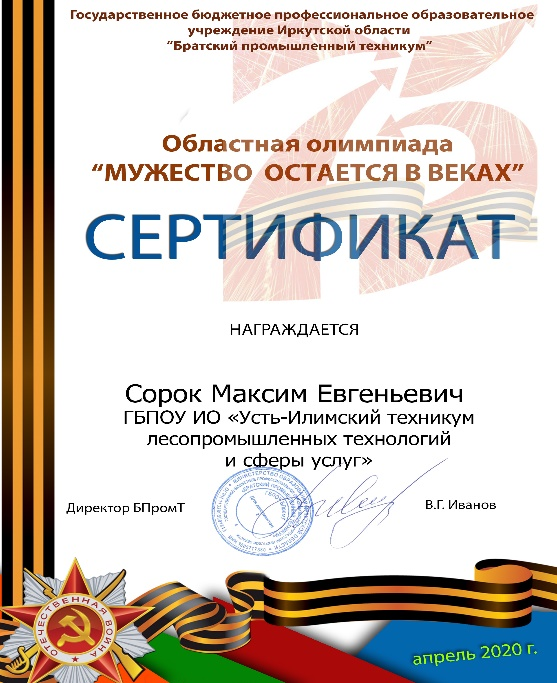 Государственное бюджетное профессиональное образовательное
учреждение Иркутской области
“Братский промышленный техникум”
75
Областная олимпиада
“МУЖЕСТВО ОСТАЕТСЯ В ВЕКАХ”
СЕРТИФИКАТ
НАГРАЖДАЕТСЯ
Сорок Максим Евгеньевич
ГБПОУ ИО «Усть-Илимский техникум
лесопромышленных технологий
и сферы услуг»
Директор БПромТ
В.Г. Иванов
ОТЕЧЕСТВЕННАЯ ВОЙНА
апрель 2020 г.